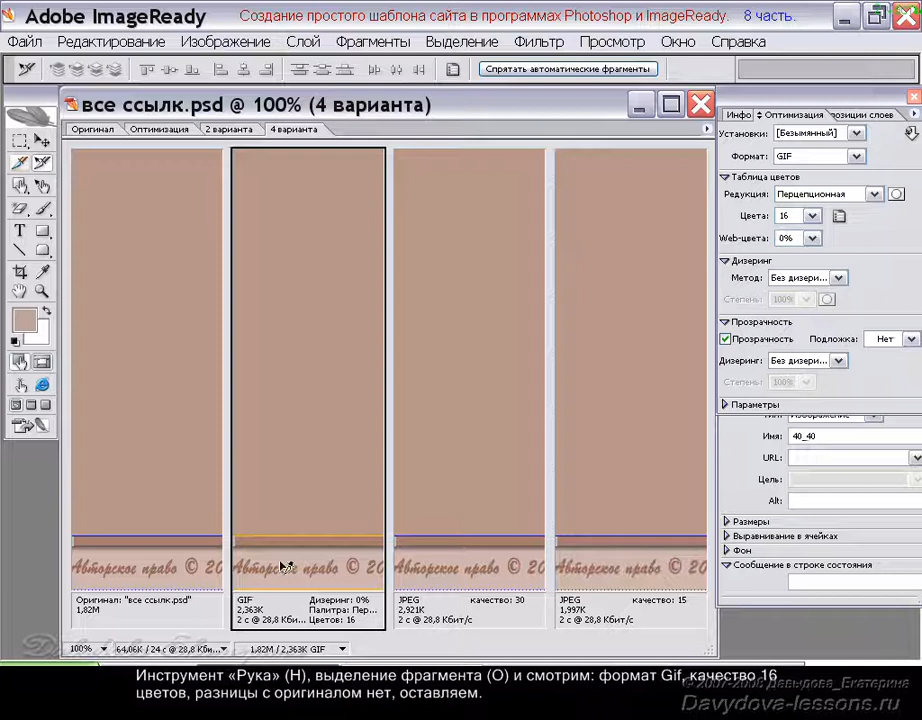 Adobe ImageReady
Создание простого шаблона сайта в программах Photoshop и ImageReady. 8 часть.
Файл Редактирование Изображение Слой Фрагменты Выделение Фильтр Просмотр Окно Справка
Спрятать автоматические фрагменты
все ссылк.psd @ 100% (4 варианта)
Оригинал Оптимизация 2 варианта 4 варианта
Инфо Оптимизация позиции слоев
Установки: [Безымянный]
Формат: GIF
Таблица цветов
Редукция: Перцепционная
Цвета: 16
Web-цвета: 0%
Дизеринг
Метод: Без дизери...
Степень: 100%
Прозрачность
Прозрачность Подложка: Нет
Дизеринг: Без дизери...
100%
Параметры
Имя: 40_40
URL:
Цель:
Alt:
Размеры
Выравнивание в ячейках
Фон
Сообщение в строке состояния
Авторское право © 20 Авторское право © 20 Авторское право © 20 Авторское право © 20
Оригинал: "все ссылк.psd"
1,82M
GIF Дизеринг: 0%
2,363K Палитра: Пер...
2 с @ 28,8 Кби... Цветов: 16
JPEG качество: 30
2,921K
2 с @ 28,8 Кбит/с
JPEG качество: 15
1,997K
2 с @ 28,8 Кбит/с
100% 64,06K / 24 с @ 28,8 Кби... 1,82M / 2,363K GIF
Инструмент «Рука» (H), выделение фрагмента (O) и смотрим: формат Gif, качество 16
цветов, разницы с оригиналом нет, оставляем.
© 2007-2008 Давыдова_Екатерина
Davydova-lessons.ru